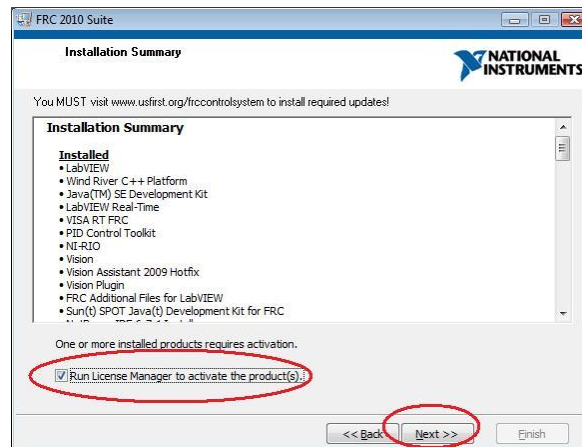 FRC 2010 Suite
Installation Summary
NATIONAL
INSTRUMENTS
You MUST visit www.usfirst.org/frccontrolsystem to install required updates!
Installation Summary
Installed
• LabVIEW
• Wind River C++ Platform
• Java(TM) SE Development Kit
• LabVIEW Real-Time
• VISA RT FRC
• PID Control Toolkit
• NI-RIO
• Vision
• Vision Assistant 2009 Hotfix
• Vision Plugin
• FRC Additional Files for LabVIEW
• Sun(t) SPOT Java(t) Development Kit for FRC
One or more installed products requires activation.
Run License Manager to activate the product(s).
<< Back
Next >>
Finish